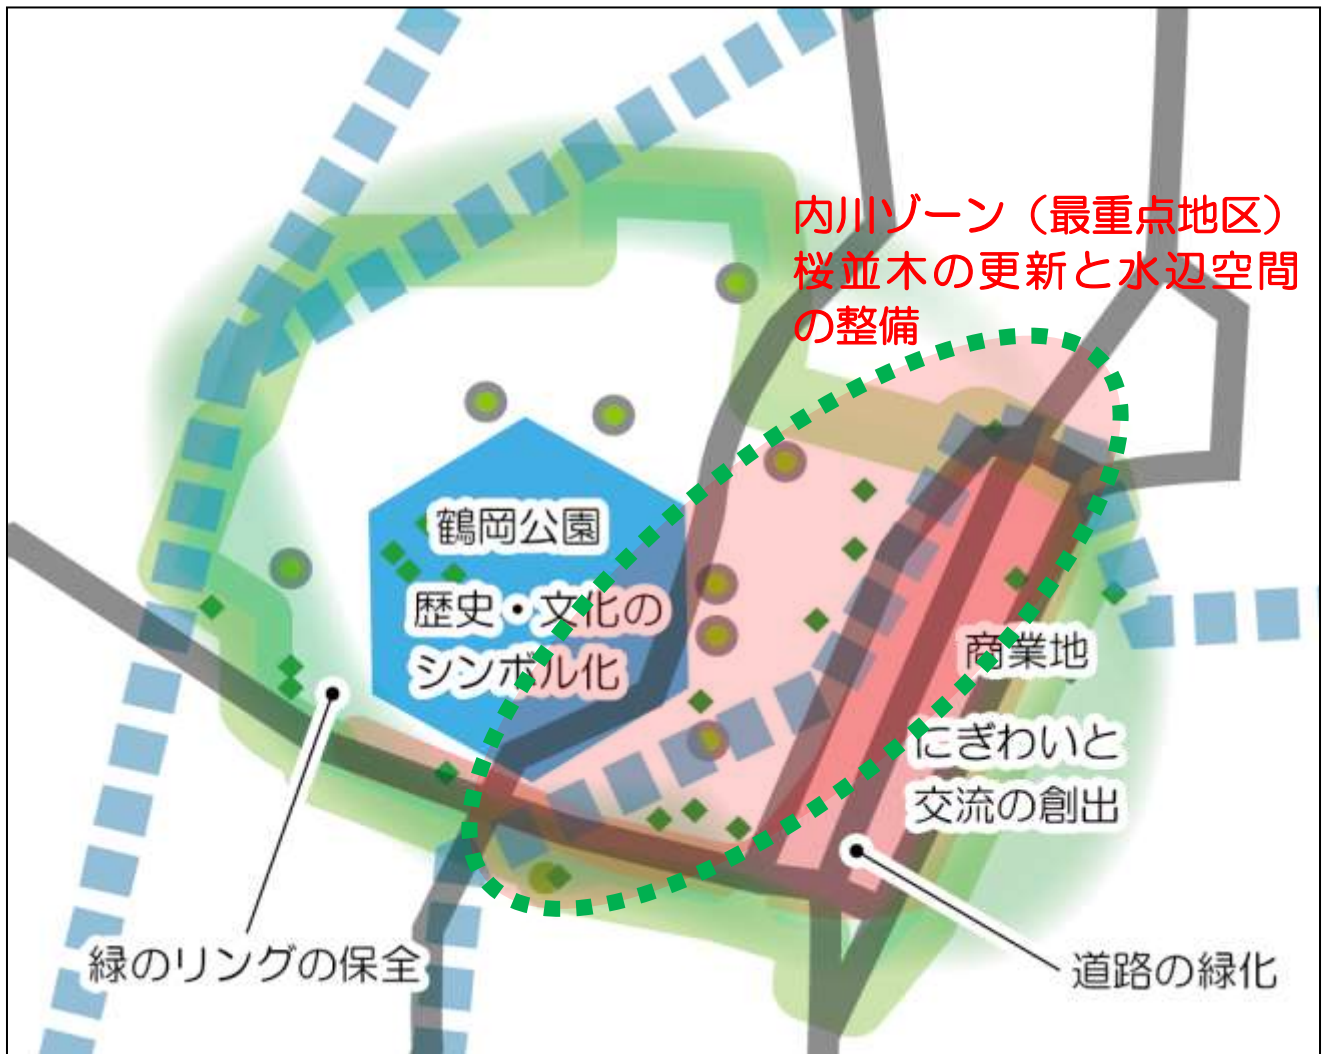 内川ゾーン（最重点地区）
桜並木の更新と水辺空間
の整備
鶴岡公園
歴史・文化の
シンボル化
商業地
にぎわいと
交流の創出
緑のリングの保全
道路の緑化